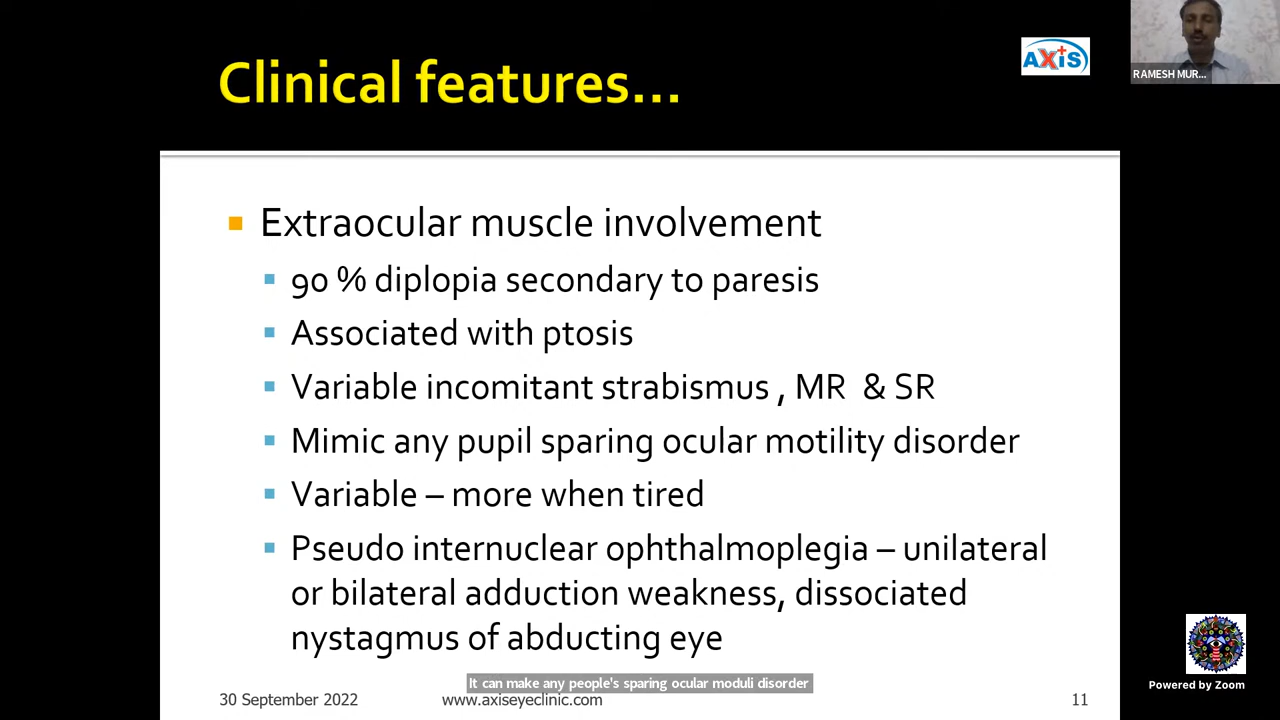 Clinical features...
AXiS
RAMESH MUR...
Extraocular muscle involvement
90 % diplopia secondary to paresis
Associated with ptosis
Variable incomitant strabismus , MR & SR
Mimic any pupil sparing ocular motility disorder
Variable – more when tired
Pseudo internuclear ophthalmoplegia – unilateral
or bilateral adduction weakness, dissociated
nystagmus of abducting eye
It can make any people's sparing ocular moduli disorder
30 September 2022
www.axiseyeclinic.com
11
Powered by Zoom